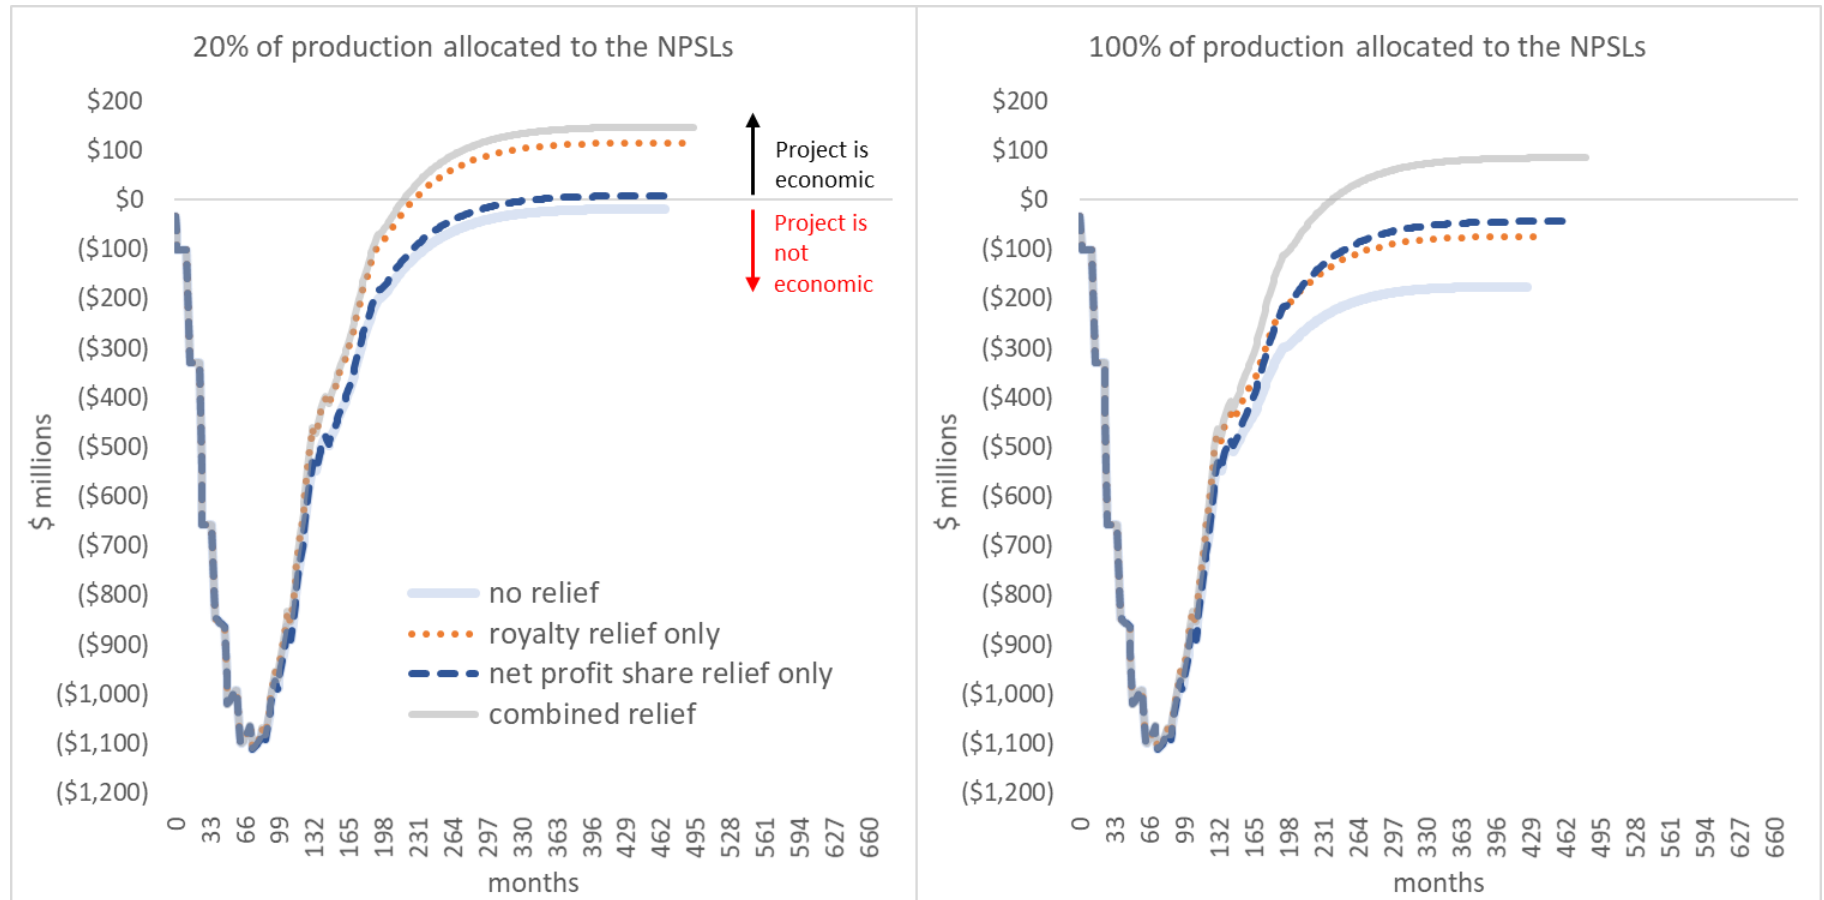 20% of production allocated to the NPSLs
$200
$100
$0
($100)
($200)
($300)
($400)
($500)
($600)
($700)
($800)
($900)
($1,000)
($1,100)
($1,200)
$ millions
Project is
economic
Project is
not
economic
no relief
royalty relief only
net profit share relief only
combined relief
0 33 66 99 132 165 198 231 264 297 330 363 396 429 462 495 528 561 594 627 660
months
100% of production allocated to the NPSLs
$200
$100
$0
($100)
($200)
($300)
($400)
($500)
($600)
($700)
($800)
($900)
($1,000)
($1,100)
($1,200)
$ millions
0 33 66 99 132 165 198 231 264 297 330 363 396 429 462 495 528 561 594 627 660
months